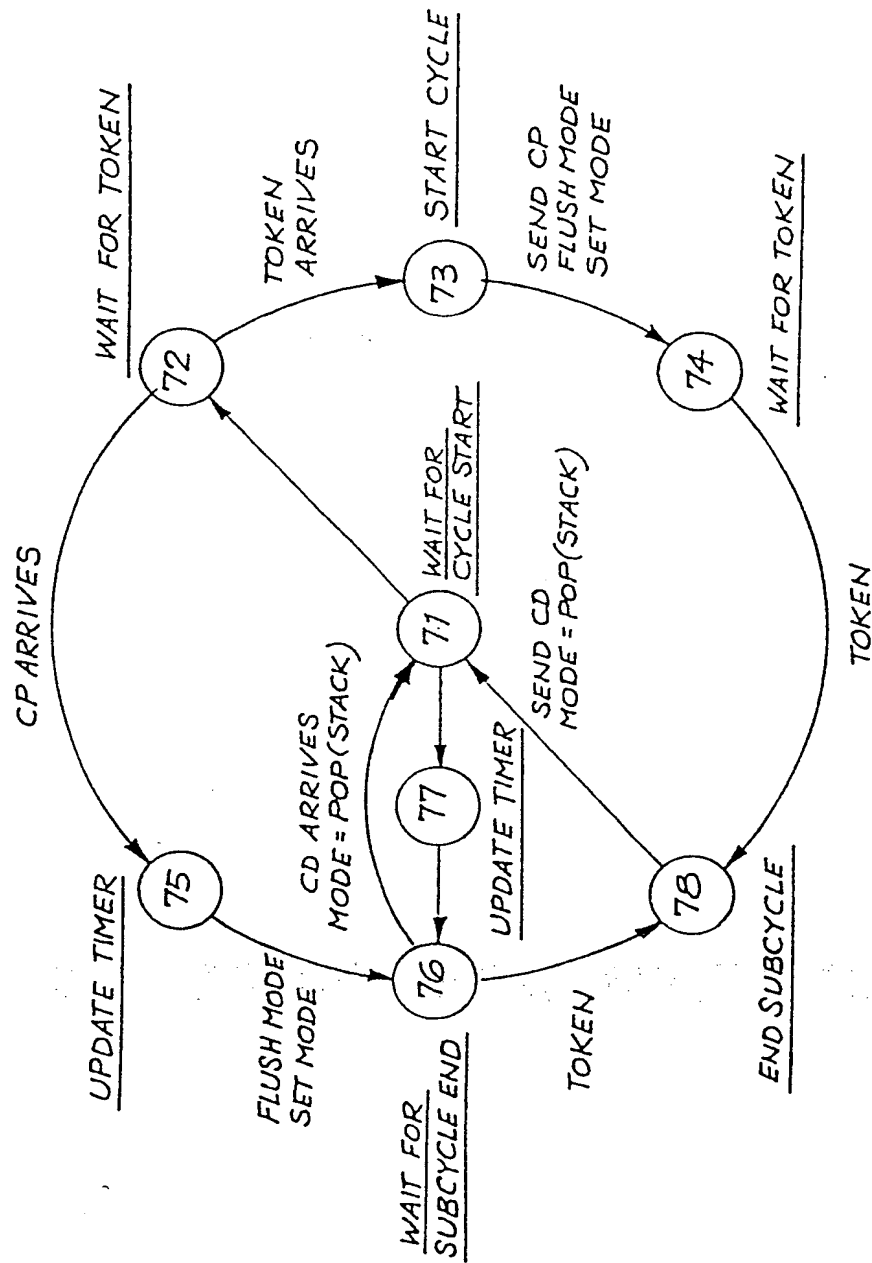 WAIT FOR TOKEN
72
TOKEN
ARRIVES
START CYCLE
73
SEND CP
FLUSH MODE
SET MODE
74
WAIT FOR TOKEN
TOKEN
CP ARRIVES
WAIT FOR
CYCLE START
71
SEND CD
MODE = POP(STACK)
CD ARRIVES
MODE = POP(STACK)
77
UPDATE TIMER
UPDATE TIMER
75
FLUSH MODE
SET MODE
76
WAIT FOR
SUBCYCLE END
TOKEN
78
END SUBCYCLE